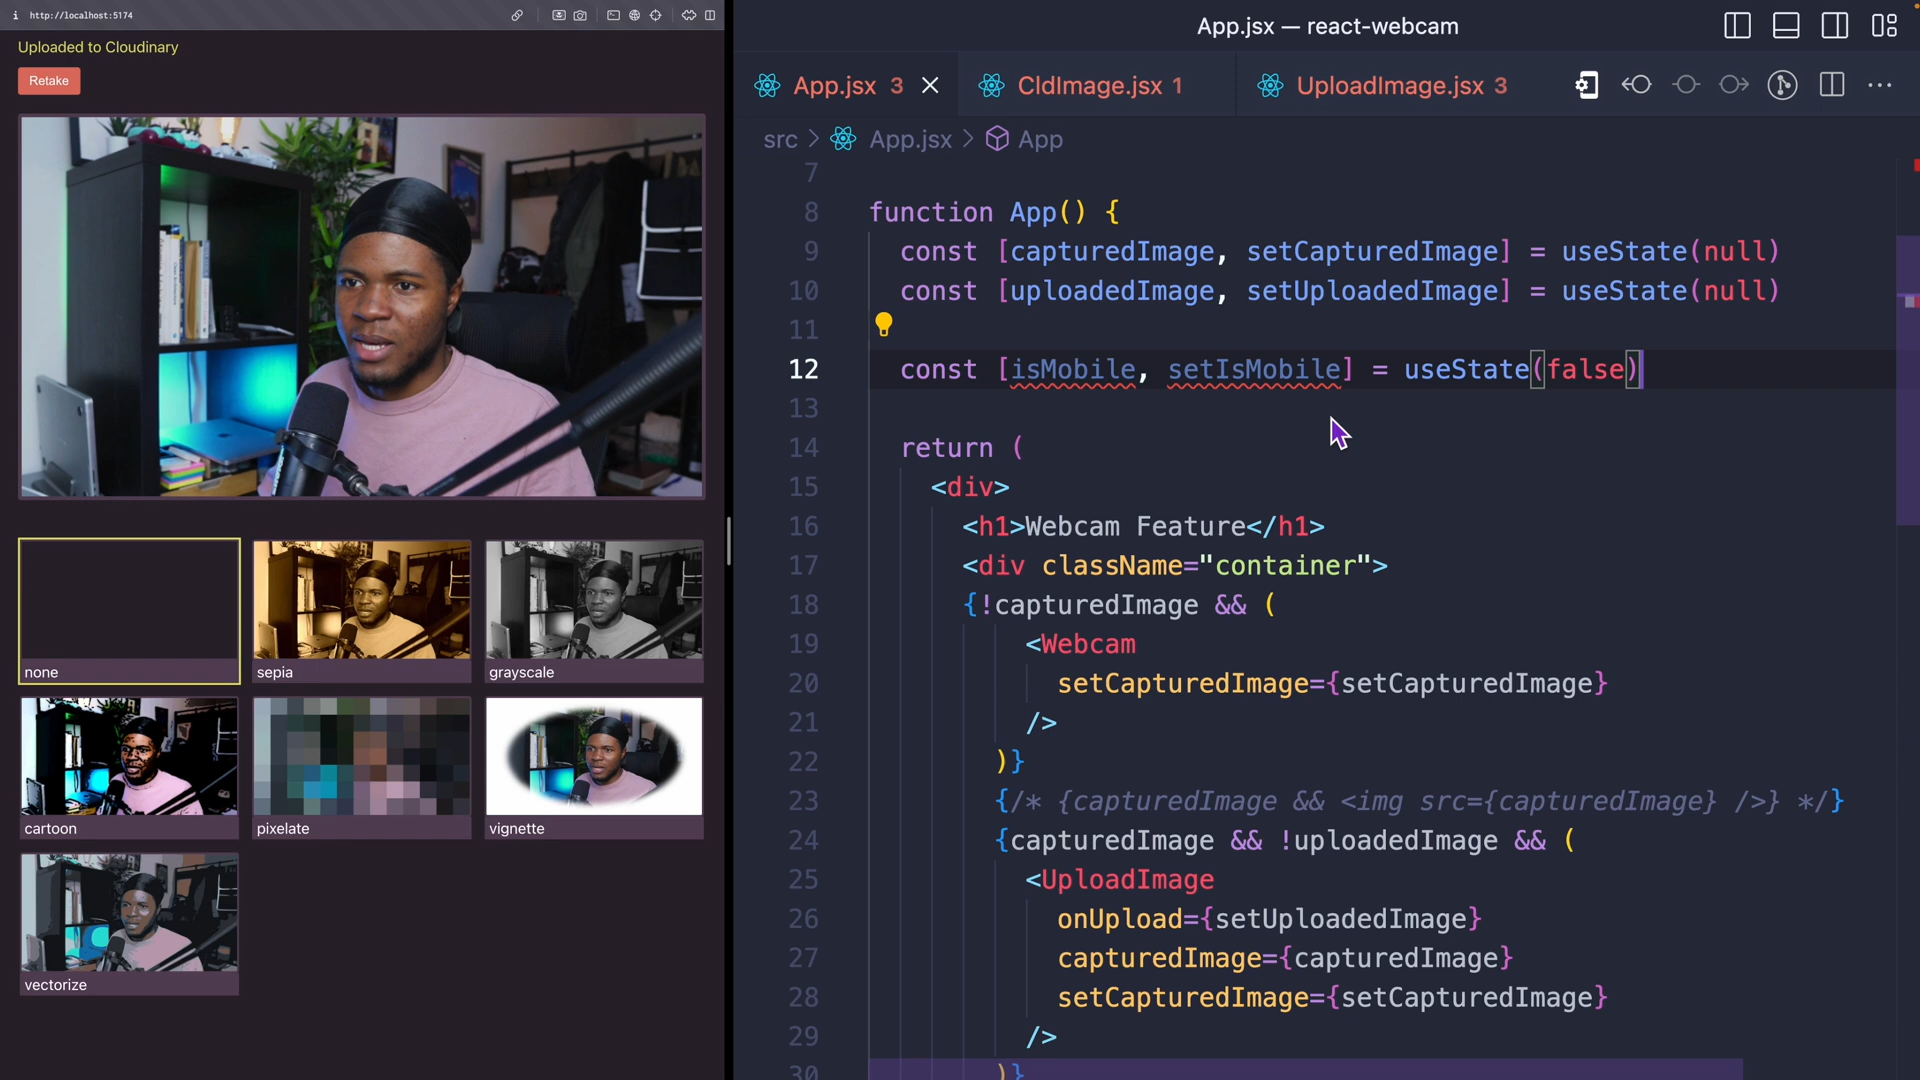 http://localhost:5174
Uploaded to Cloudinary
Retake
none
sepia
grayscale
cartoon
pixelate
vignette
vectorize
App.jsx — react-webcam
App.jsx 3
CldImage.jsx 1
UploadImage.jsx 3
src > App.jsx > App
7
8 function App() {
9 const [capturedImage, setCapturedImage] = useState(null)
10 const [uploadedImage, setUploadedImage] = useState(null)
11
12 const [isMobile, setIsMobile] = useState(false)
13
14 return (
15 <div>
16 <h1>Webcam Feature</h1>
17 <div className="container">
18 {!capturedImage && (
19 <Webcam
20 setCapturedImage={setCapturedImage}
21 />
22 )}
23 {/* {capturedImage && <img src={capturedImage} />} */}
24 {capturedImage && !uploadedImage && (
25 <UploadImage
26 onUpload={setUploadedImage}
27 capturedImage={capturedImage}
28 setCapturedImage={setCapturedImage}
29 />
30 )}